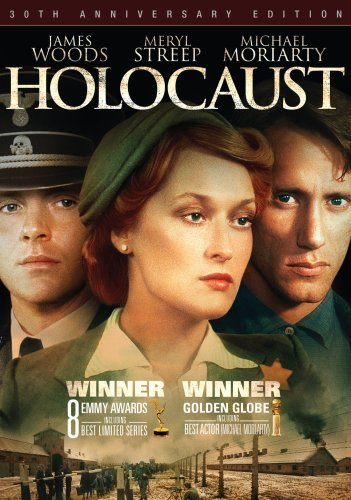 30TH ANNIVERSARY EDITION
JAMES MERYL MICHAEL
WOODS STREEP MORIARTY
HOLOCAUST
WINNER WINNER
8 EMMY AWARDS GOLDEN GLOBE
INCLUDING INCLUDING
BEST LIMITED SERIES BEST ACTOR (MICHAEL MORIARTY)